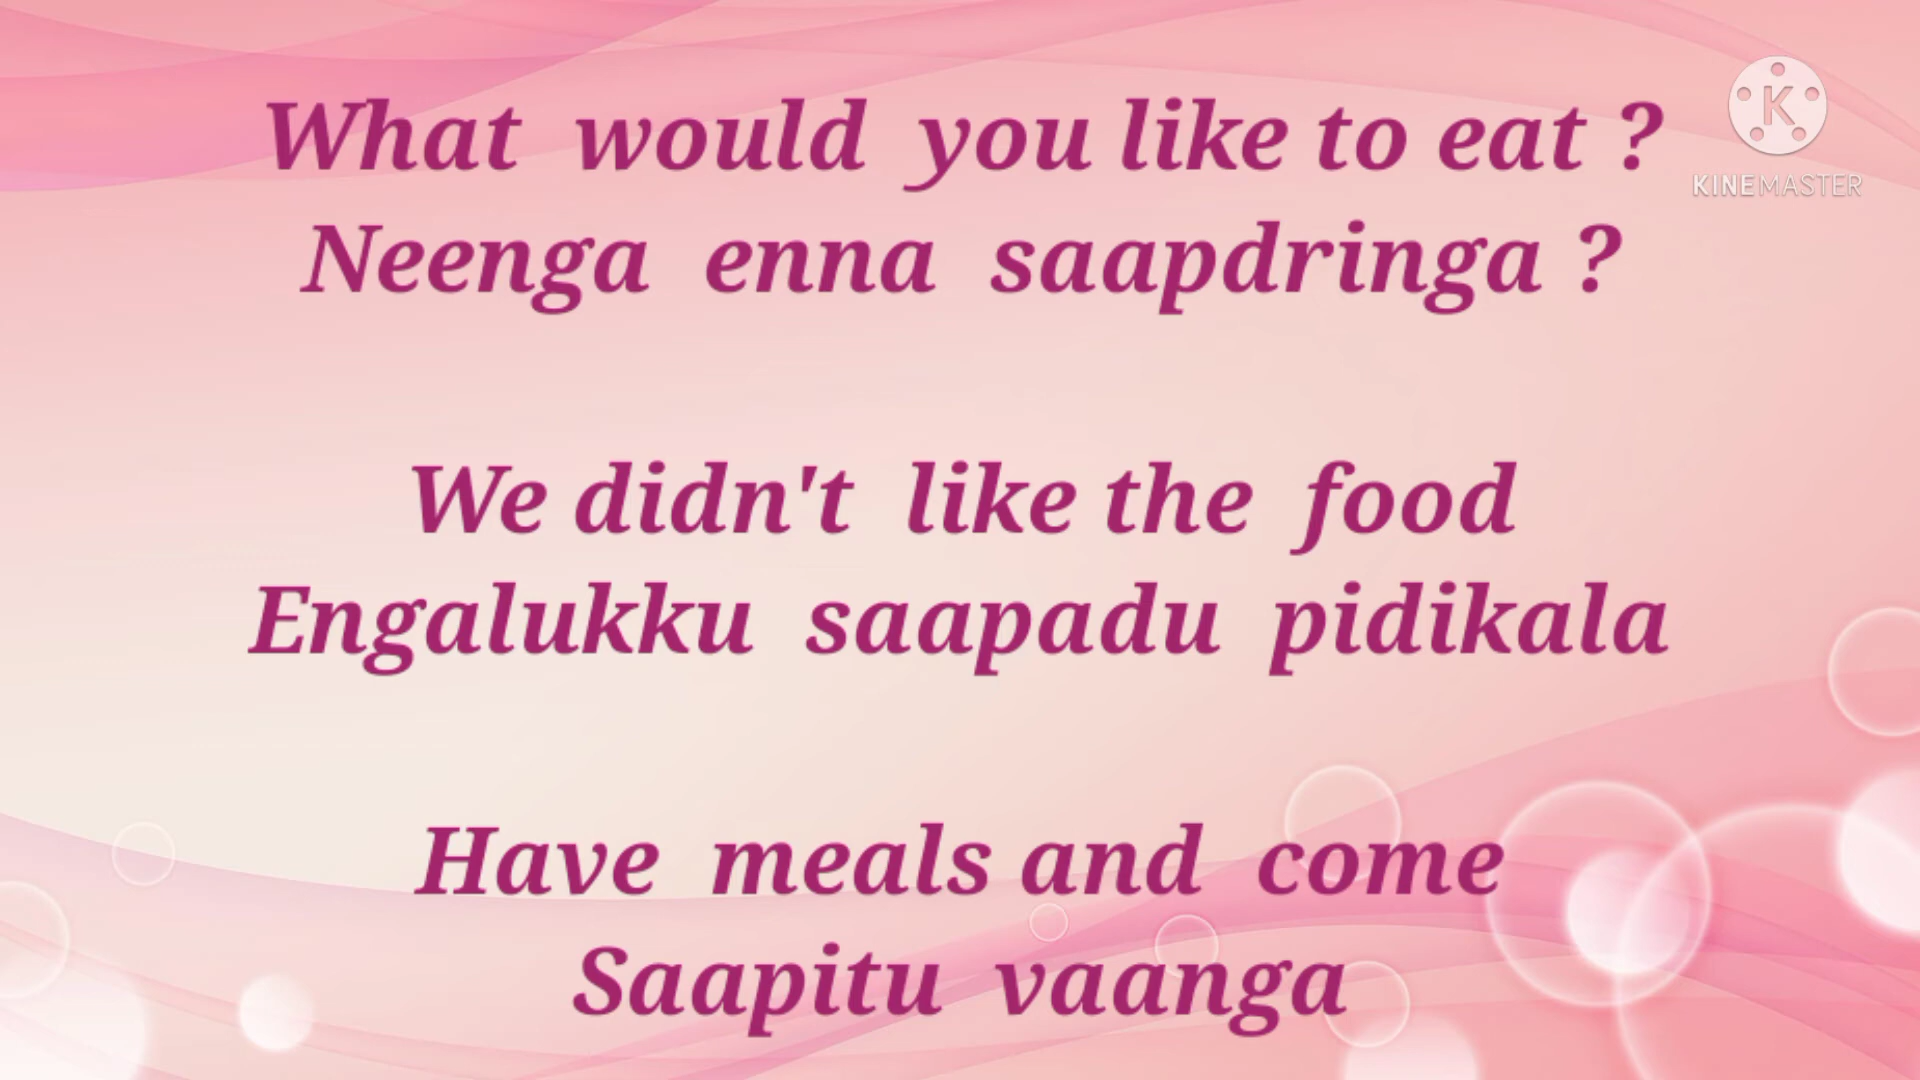 What would you like to eat ?
Neenga enna saapdringa ?
We didn't like the food
Engalukku saapadu pidikala
Have meals and come
Saapitu vaanga
K
KINEMASTER